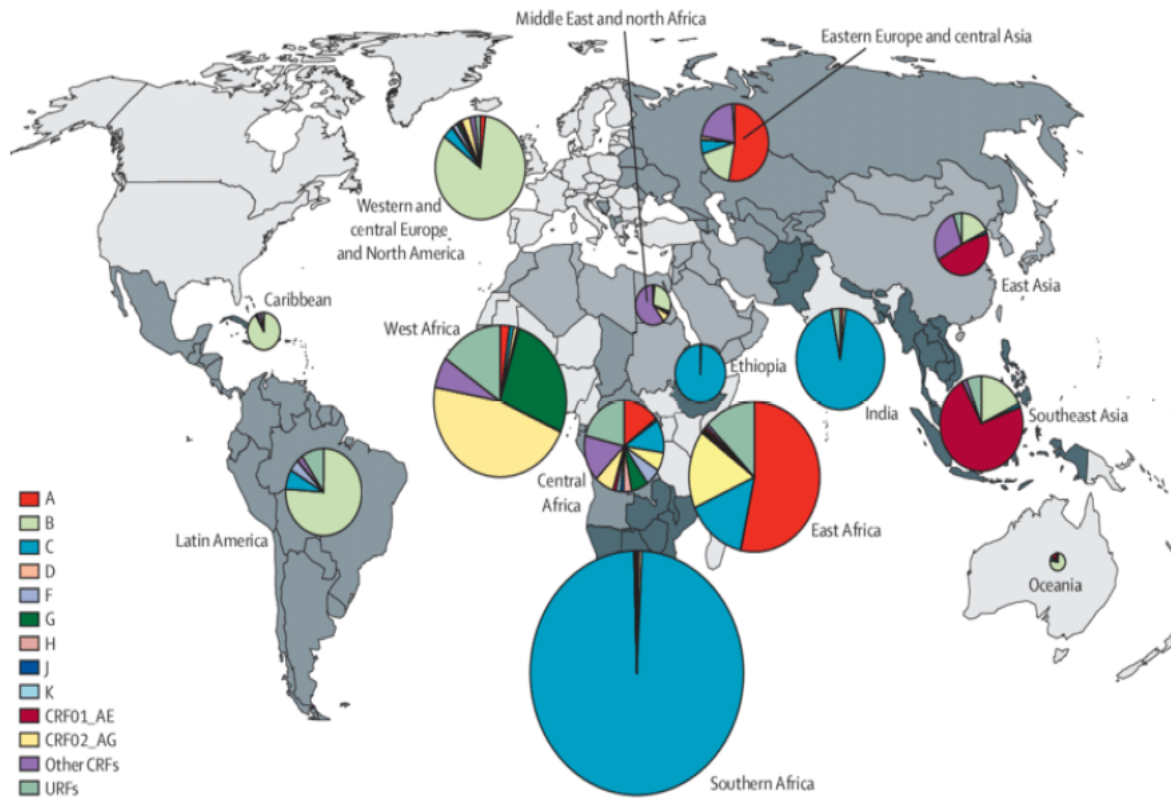 Middle East and north Africa
Eastern Europe and central Asia
Western and
central Europe
and North America
East Asia
Caribbean
West Africa
Ethiopia
India
Southeast Asia
Central
Africa
East Africa
Latin America
Oceania
Southern Africa
A
B
C
D
F
G
H
J
K
CRF01_AE
CRF02_AG
Other CRFs
URFs